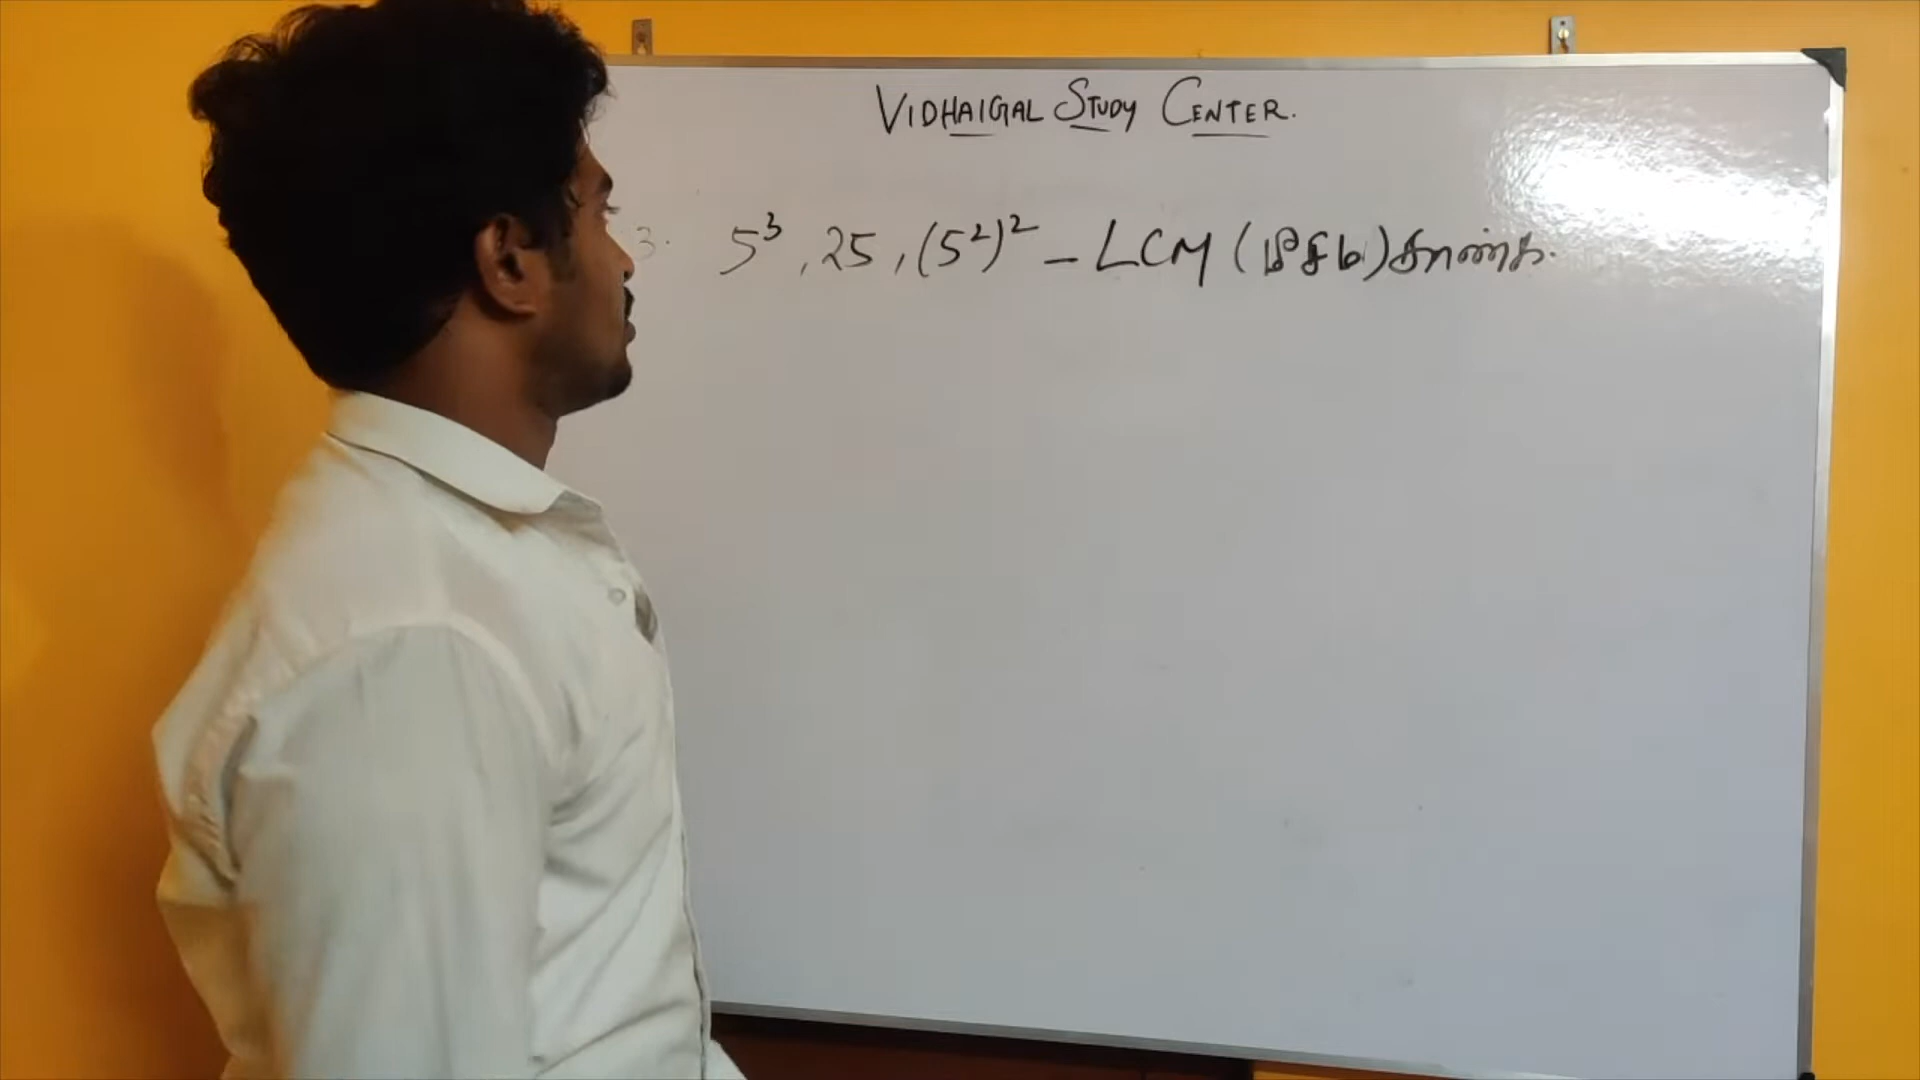 VIDHAIGAL STUDY CENTER.
3. 5³, 25, (5²)² - LCM (மீசிம) காண்க.